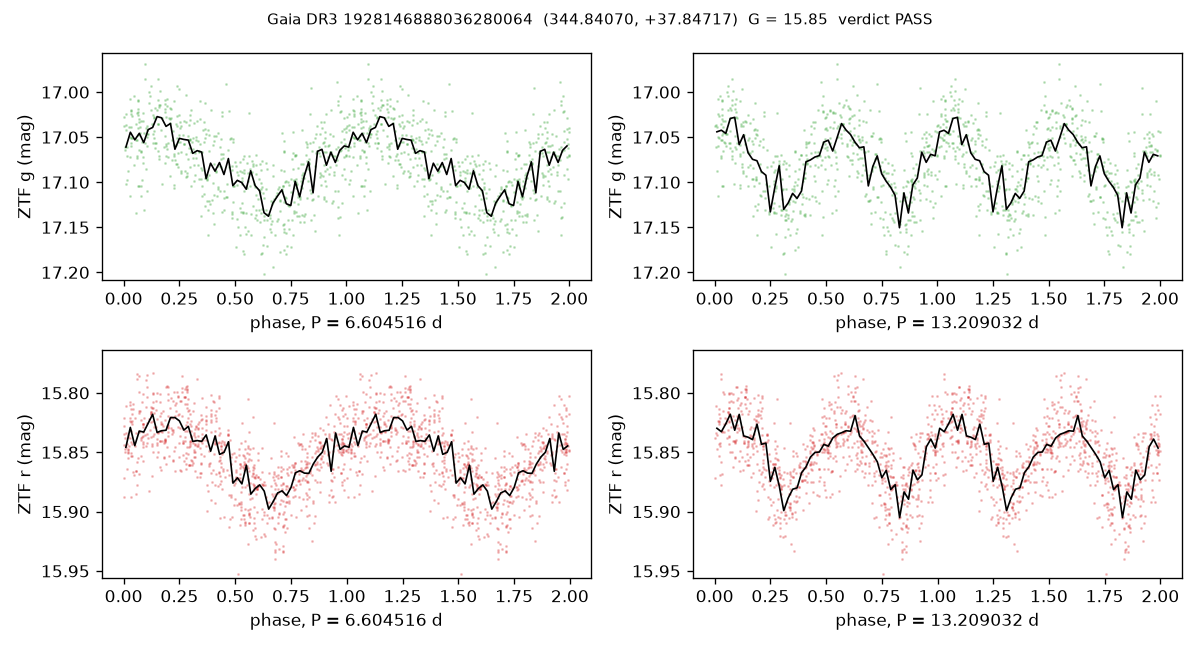 Gaia DR3 1928146888036280064 (344.84070, +37.84717) G = 15.85 verdict PASS
ZTF g (mag)
17.00
17.05
17.10
17.15
17.20
0.00 0.25 0.50 0.75 1.00 1.25 1.50 1.75 2.00
phase, P = 6.604516 d
ZTF g (mag)
17.00
17.05
17.10
17.15
17.20
0.00 0.25 0.50 0.75 1.00 1.25 1.50 1.75 2.00
phase, P = 13.209032 d
ZTF r (mag)
15.80
15.85
15.90
15.95
0.00 0.25 0.50 0.75 1.00 1.25 1.50 1.75 2.00
phase, P = 6.604516 d
ZTF r (mag)
15.80
15.85
15.90
15.95
0.00 0.25 0.50 0.75 1.00 1.25 1.50 1.75 2.00
phase, P = 13.209032 d